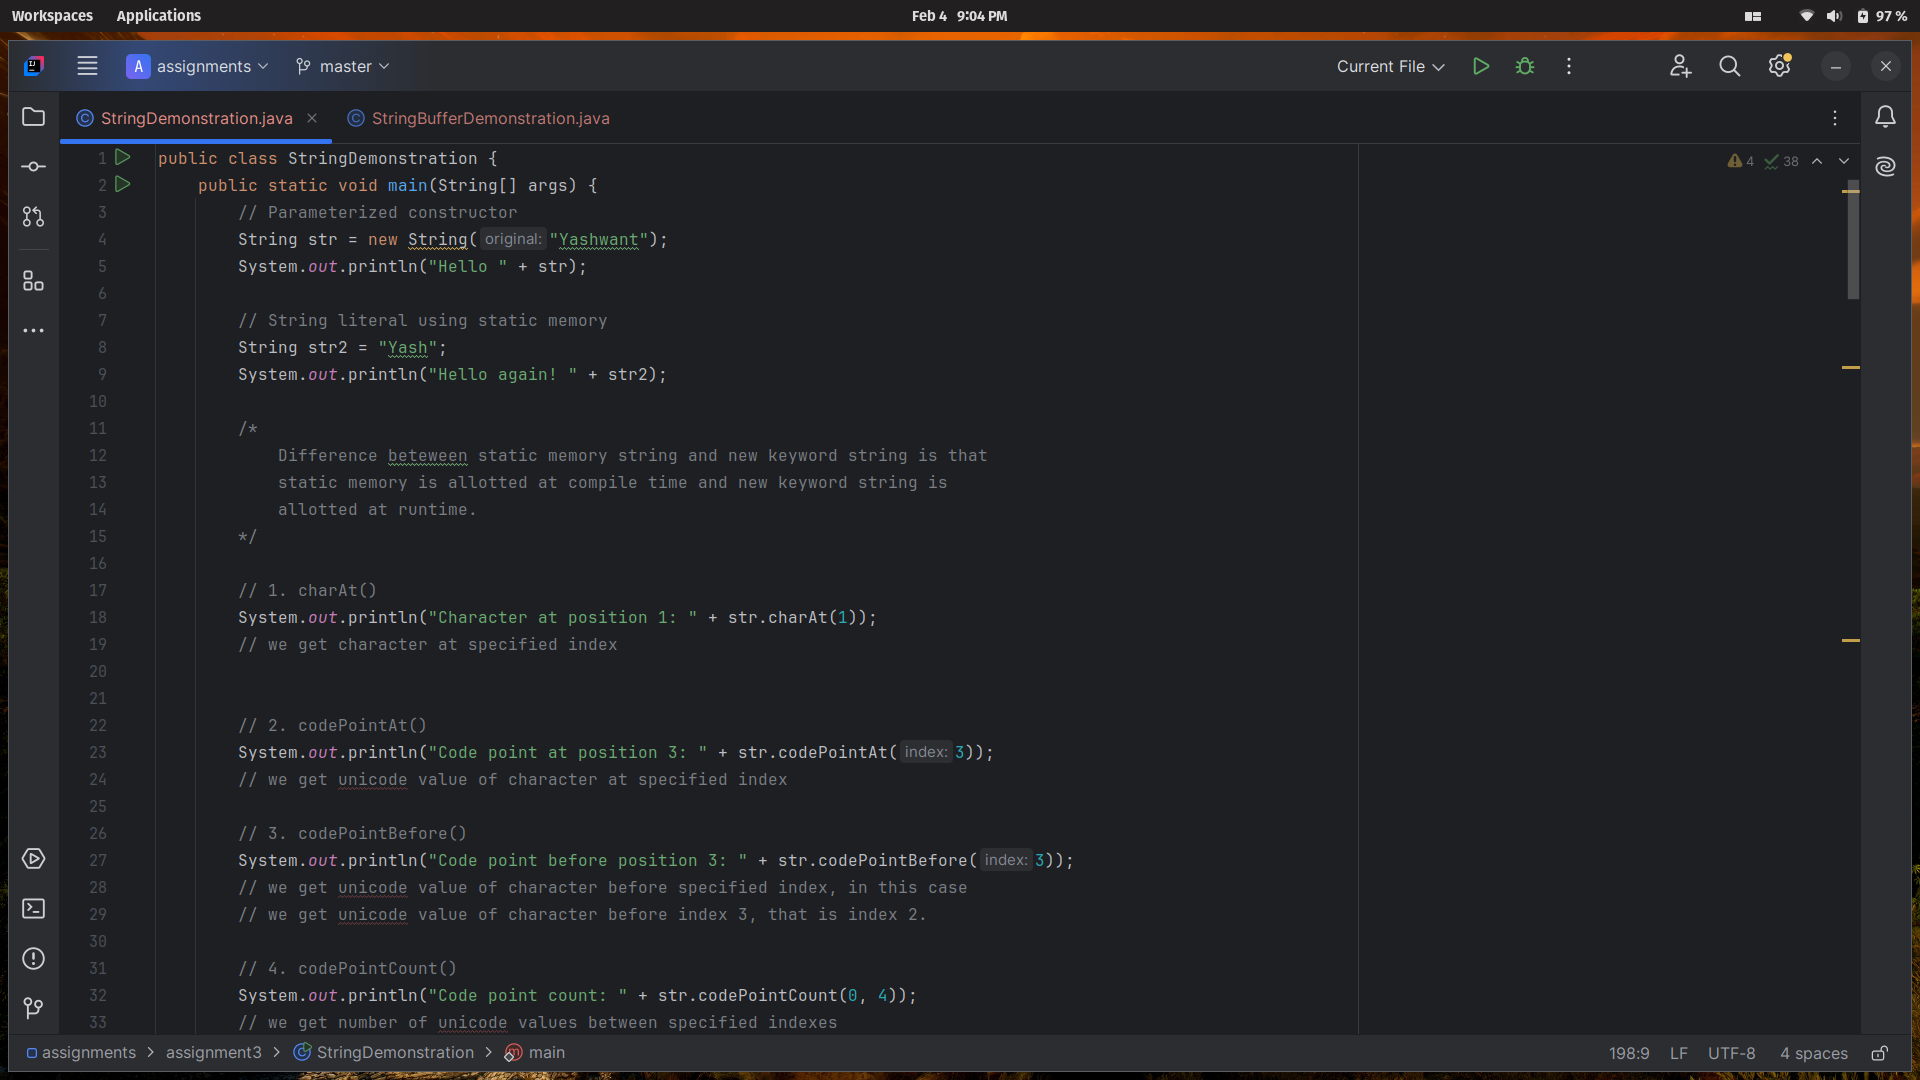 Workspaces Applications Feb 4 9:04 PM 97 %
IJ A assignments master Current File
StringDemonstration.java StringBufferDemonstration.java
4 38
1 public class StringDemonstration {
2 public static void main(String[] args) {
3 // Parameterized constructor
4 String str = new String( original: "Yashwant");
5 System.out.println("Hello " + str);
6
7 // String literal using static memory
8 String str2 = "Yash";
9 System.out.println("Hello again! " + str2);
10
11 /*
12 Difference beteween static memory string and new keyword string is that
13 static memory is allotted at compile time and new keyword string is
14 allotted at runtime.
15 */
16
17 // 1. charAt()
18 System.out.println("Character at position 1: " + str.charAt(1));
19 // we get character at specified index
20
21
22 // 2. codePointAt()
23 System.out.println("Code point at position 3: " + str.codePointAt( index: 3));
24 // we get unicode value of character at specified index
25
26 // 3. codePointBefore()
27 System.out.println("Code point before position 3: " + str.codePointBefore( index: 3));
28 // we get unicode value of character before specified index, in this case
29 // we get unicode value of character before index 3, that is index 2.
30
31 // 4. codePointCount()
32 System.out.println("Code point count: " + str.codePointCount(0, 4));
33 // we get number of unicode values between specified indexes
assignments > assignment3 > StringDemonstration > main 198:9 LF UTF-8 4 spaces